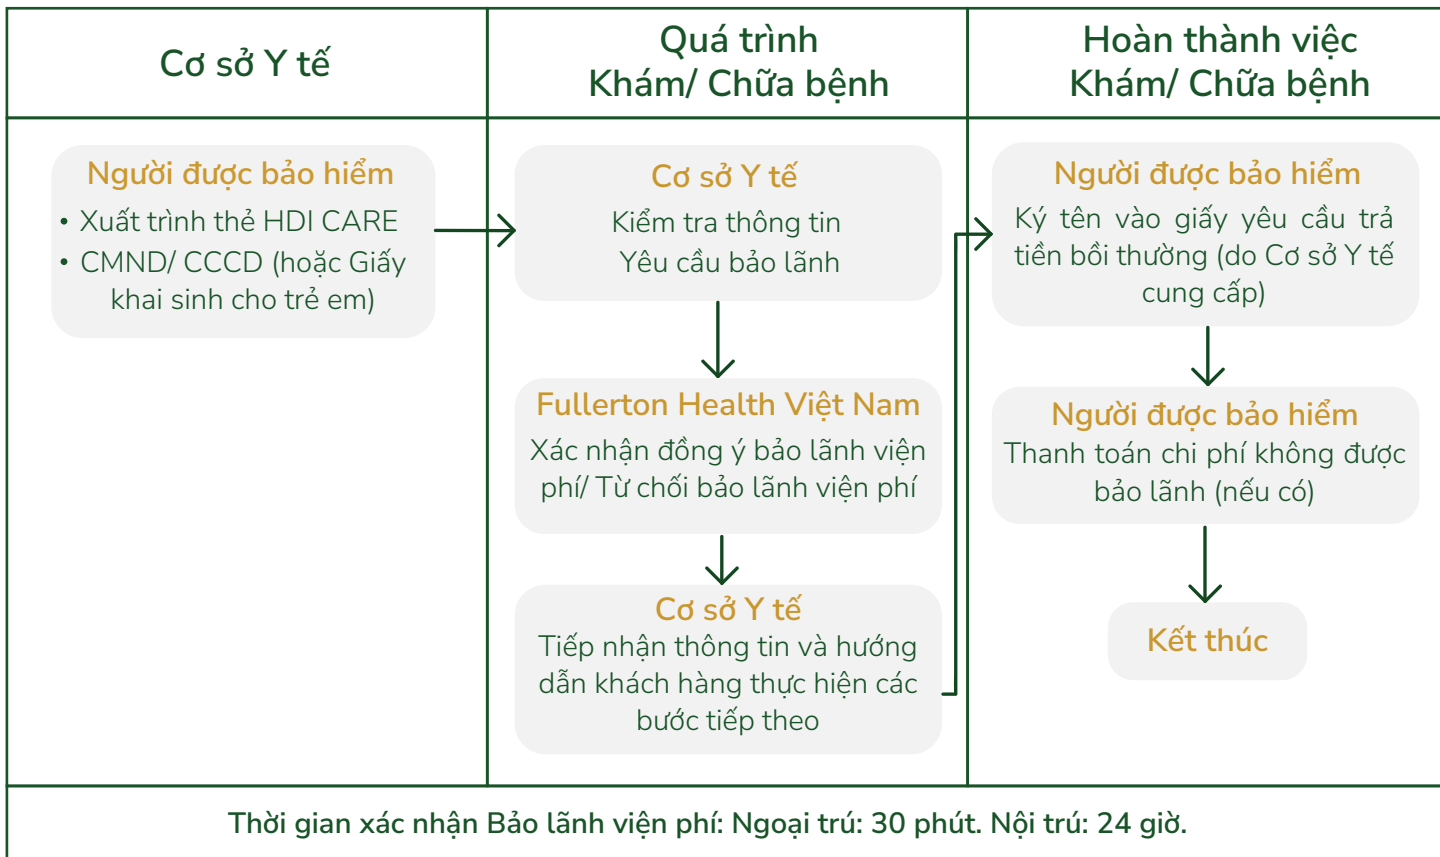 Cơ sở Y tế
Quá trình
Khám/ Chữa bệnh
Hoàn thành việc
Khám/ Chữa bệnh
Người được bảo hiểm
• Xuất trình thẻ HDI CARE
• CMND/ CCCD (hoặc Giấy
khai sinh cho trẻ em)
Cơ sở Y tế
Kiểm tra thông tin
Yêu cầu bảo lãnh
Fullerton Health Việt Nam
Xác nhận đồng ý bảo lãnh viện
phí/ Từ chối bảo lãnh viện phí
Cơ sở Y tế
Tiếp nhận thông tin và hướng
dẫn khách hàng thực hiện các
bước tiếp theo
Người được bảo hiểm
Ký tên vào giấy yêu cầu trả
tiền bồi thường (do Cơ sở Y tế
cung cấp)
Người được bảo hiểm
Thanh toán chi phí không được
bảo lãnh (nếu có)
Kết thúc
Thời gian xác nhận Bảo lãnh viện phí: Ngoại trú: 30 phút. Nội trú: 24 giờ.